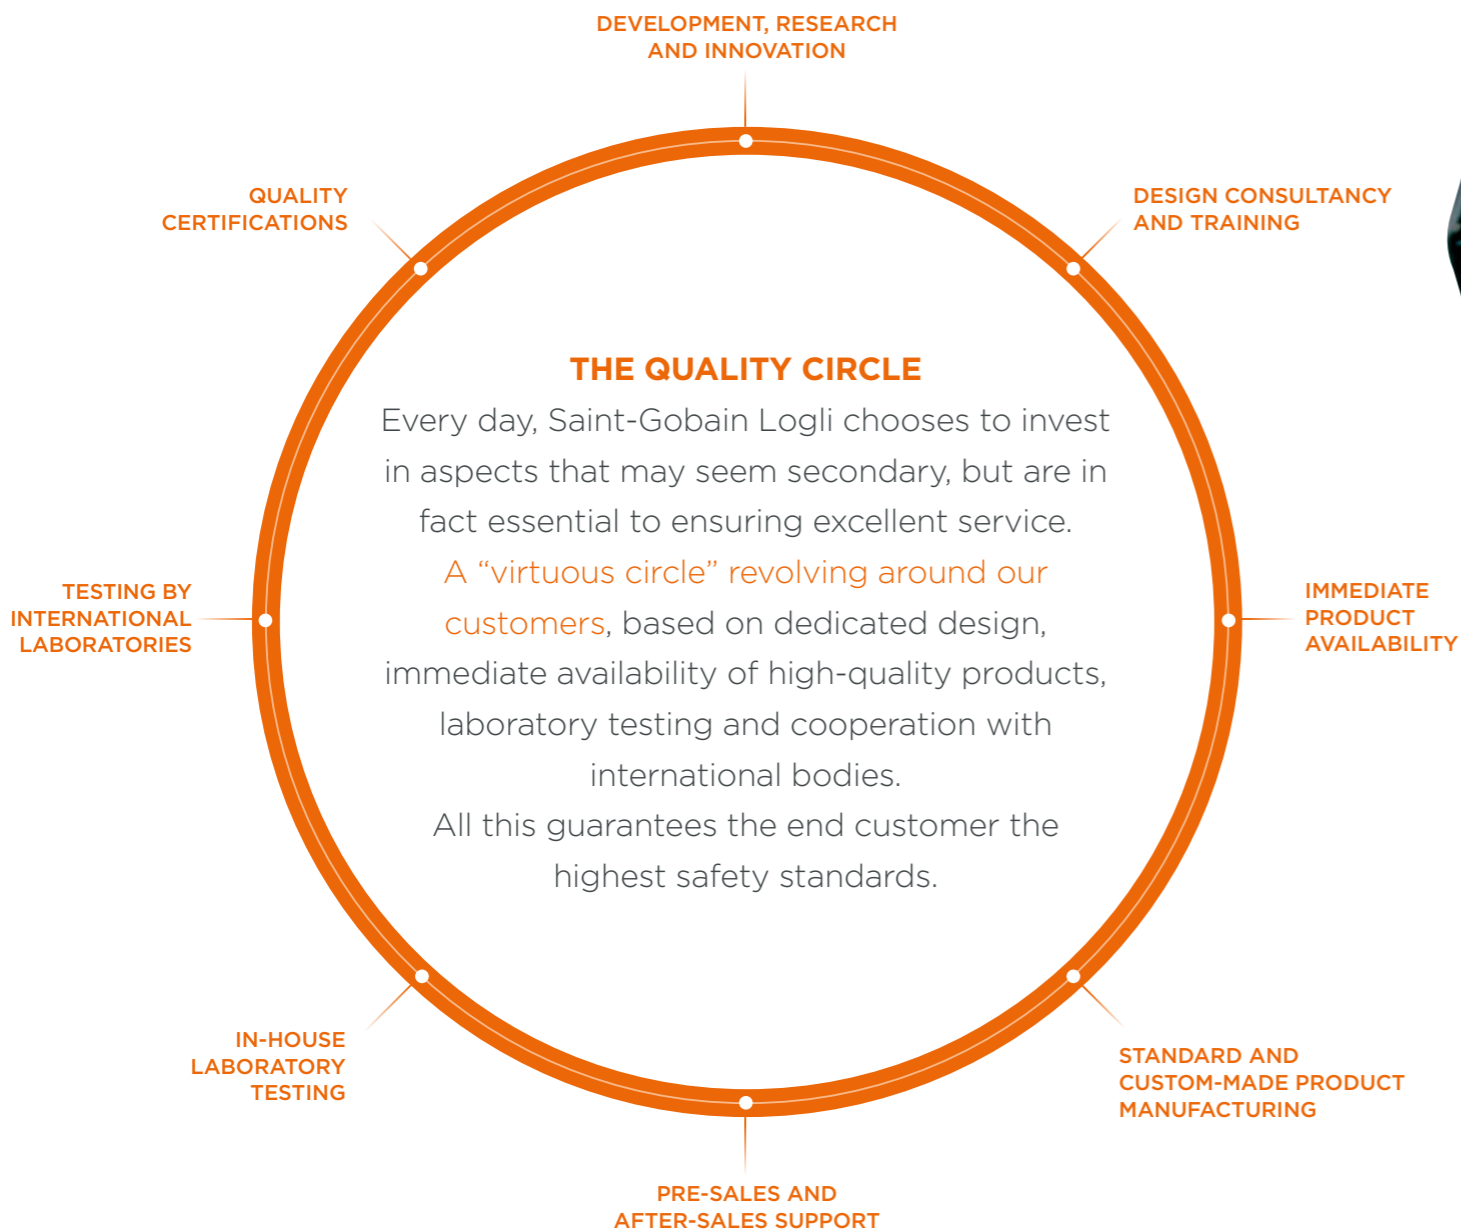 DEVELOPMENT, RESEARCH
AND INNOVATION
QUALITY
CERTIFICATIONS
DESIGN CONSULTANCY
AND TRAINING
THE QUALITY CIRCLE
Every day, Saint-Gobain Logli chooses to invest
in aspects that may seem secondary, but are in
fact essential to ensuring excellent service.
A “virtuous circle” revolving around our
customers, based on dedicated design,
immediate availability of high-quality products,
laboratory testing and cooperation with
international bodies.
All this guarantees the end customer the
highest safety standards.
TESTING BY
INTERNATIONAL
LABORATORIES
IMMEDIATE
PRODUCT
AVAILABILITY
IN-HOUSE
LABORATORY
TESTING
STANDARD AND
CUSTOM-MADE PRODUCT
MANUFACTURING
PRE-SALES AND
AFTER-SALES SUPPORT